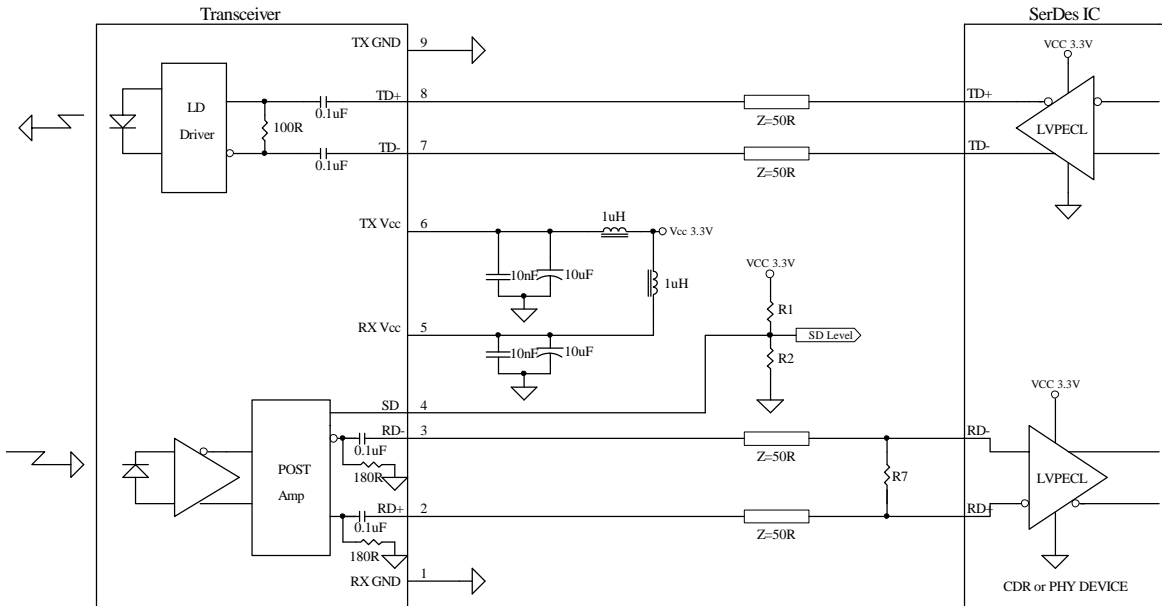 Transceiver
SerDes IC
TX GND 9
VCC 3.3V
LD
Driver
100R
0.1uF
TD+ 8
TD+
Z=50R
LVPECL
0.1uF
TD- 7
TD-
Z=50R
TX Vcc 6
1uH
Vcc 3.3V
10nF
10uF
1uH
VCC 3.3V
R1
SD Level
R2
RX Vcc 5
10nF
10uF
SD 4
VCC 3.3V
RD- 3
RD-
0.1uF
180R
Z=50R
POST
Amp
R7
LVPECL
RD+ 2
RD+
0.1uF
180R
Z=50R
RX GND 1
CDR or PHY DEVICE